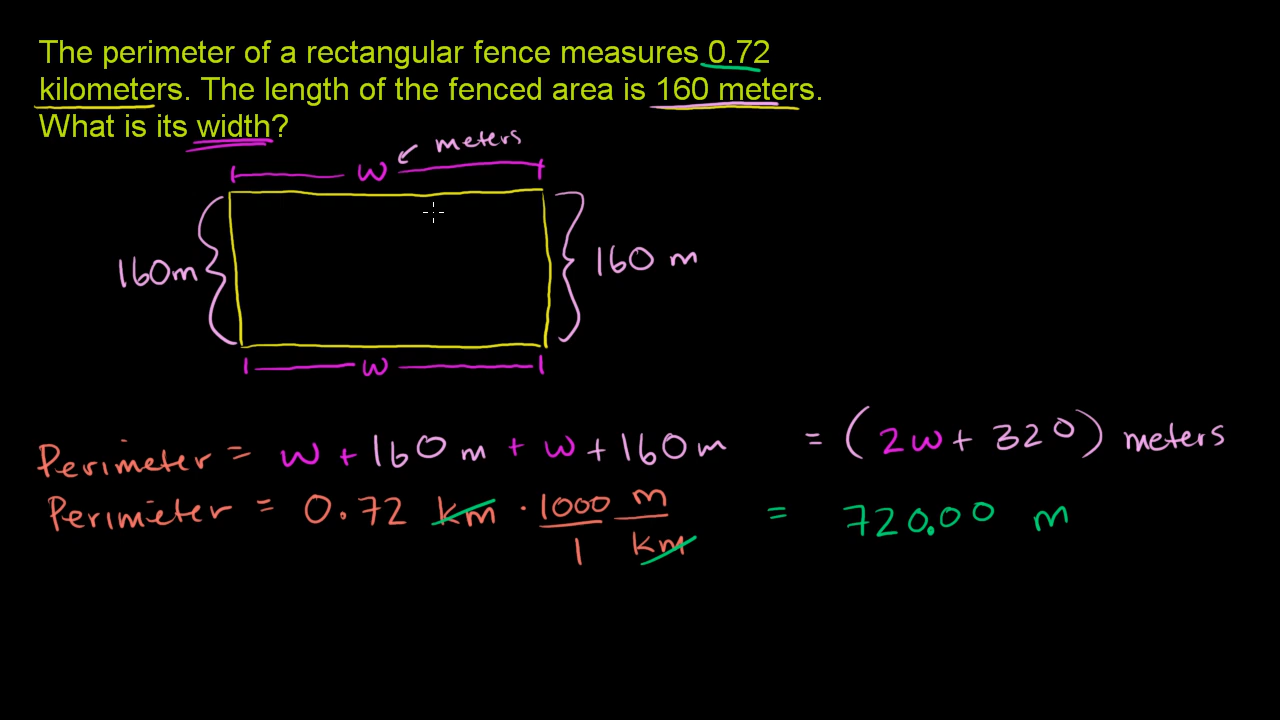 The perimeter of a rectangular fence measures 0.72
kilometers. The length of the fenced area is 160 meters.
What is its width?
meters
w
160m
160 m
w
Perimeter = w + 160 m + w + 160 m = (2w + 320) meters
Perimeter = 0.72 km · 1000/1 m/km = 720.00 m